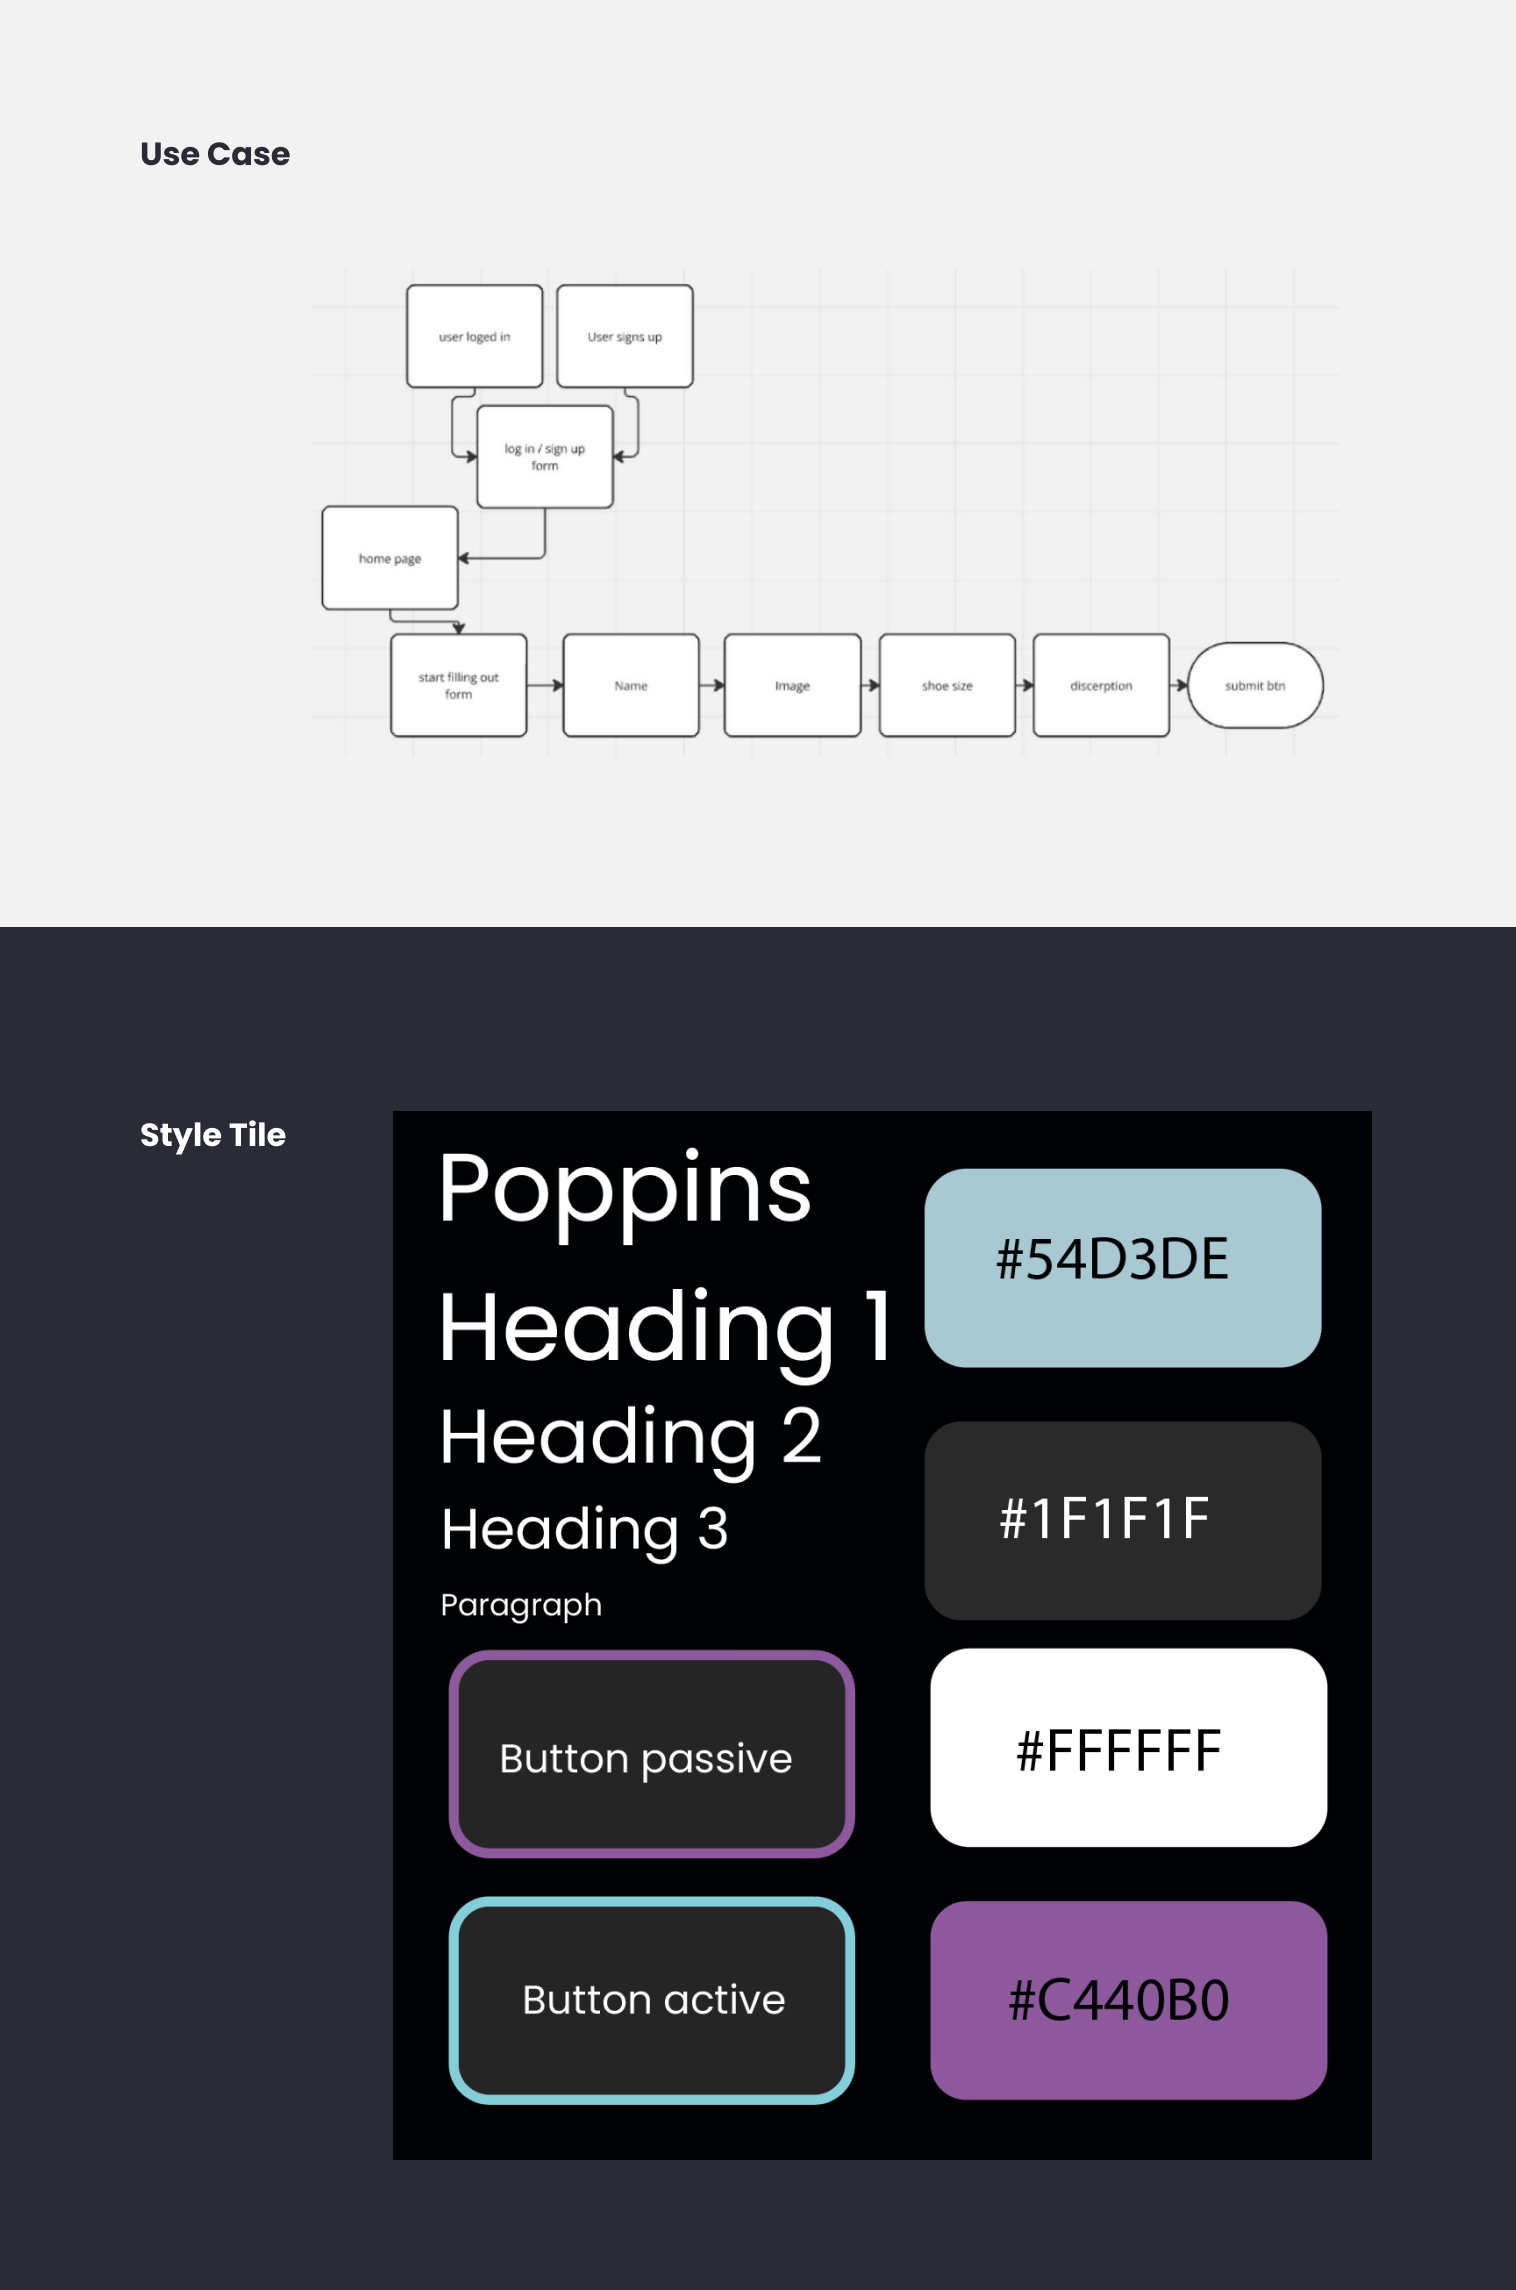 Use Case
user loged in
User signs up
log in / sign up
form
home page
start filling out
form
Name
Image
shoe size
discerption
submit btn
Style Tile
Poppins
Heading 1
Heading 2
Heading 3
Paragraph
Button passive
Button active
#54D3DE
#1F1F1F
#FFFFFF
#C440B0